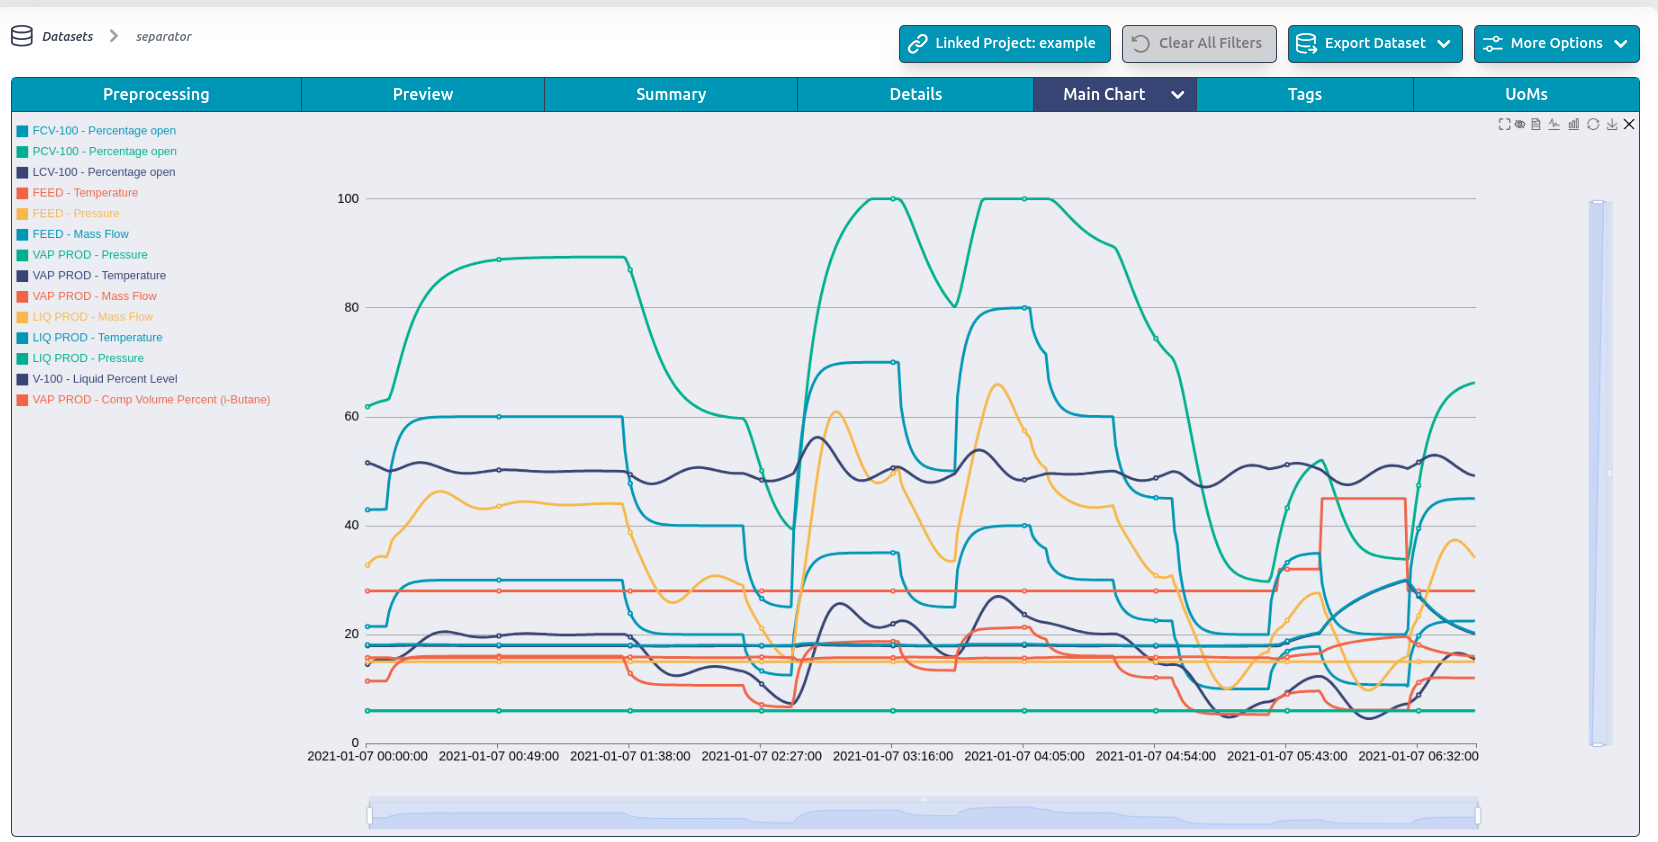 Datasets > separator
Linked Project: example
Clear All Filters
Export Dataset
More Options
Preprocessing
Preview
Summary
Details
Main Chart
Tags
UoMs
FCV-100 - Percentage open
PCV-100 - Percentage open
LCV-100 - Percentage open
FEED - Temperature
FEED - Pressure
FEED - Mass Flow
VAP PROD - Pressure
VAP PROD - Temperature
VAP PROD - Mass Flow
LIQ PROD - Mass Flow
LIQ PROD - Temperature
LIQ PROD - Pressure
V-100 - Liquid Percent Level
VAP PROD - Comp Volume Percent (i-Butane)
100
80
60
40
20
0
2021-01-07 00:00:00
2021-01-07 00:49:00
2021-01-07 01:38:00
2021-01-07 02:27:00
2021-01-07 03:16:00
2021-01-07 04:05:00
2021-01-07 04:54:00
2021-01-07 05:43:00
2021-01-07 06:32:00